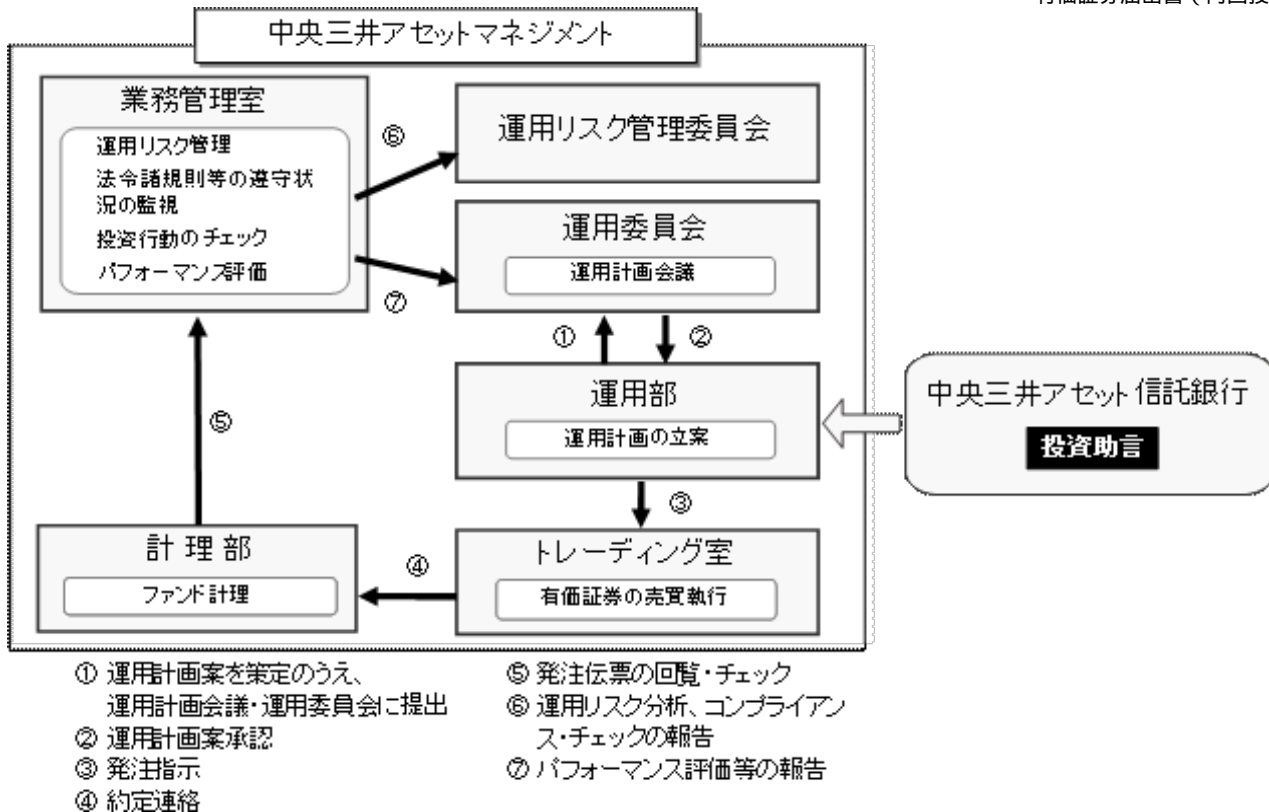 中央三井アセットマネジメント
業務管理室
運用リスク管理
法令諸規則等の遵守状
況の監視
投資行動のチェック
パフォーマンス評価
⑥
⑦
運用リスク管理委員会
運用委員会
運用計画会議
①
②
運用部
運用計画の立案
中央三井アセット信託銀行
投資助言
⑤
③
計理部
ファンド計理
④
トレーディング室
有価証券の売買執行
① 運用計画案を策定のうえ、
運用計画会議・運用委員会に提出
② 運用計画案承認
③ 発注指示
④ 約定連絡
⑤ 発注伝票の回覧・チェック
⑥ 運用リスク分析、コンプライアン
ス・チェックの報告
⑦ パフォーマンス評価等の報告